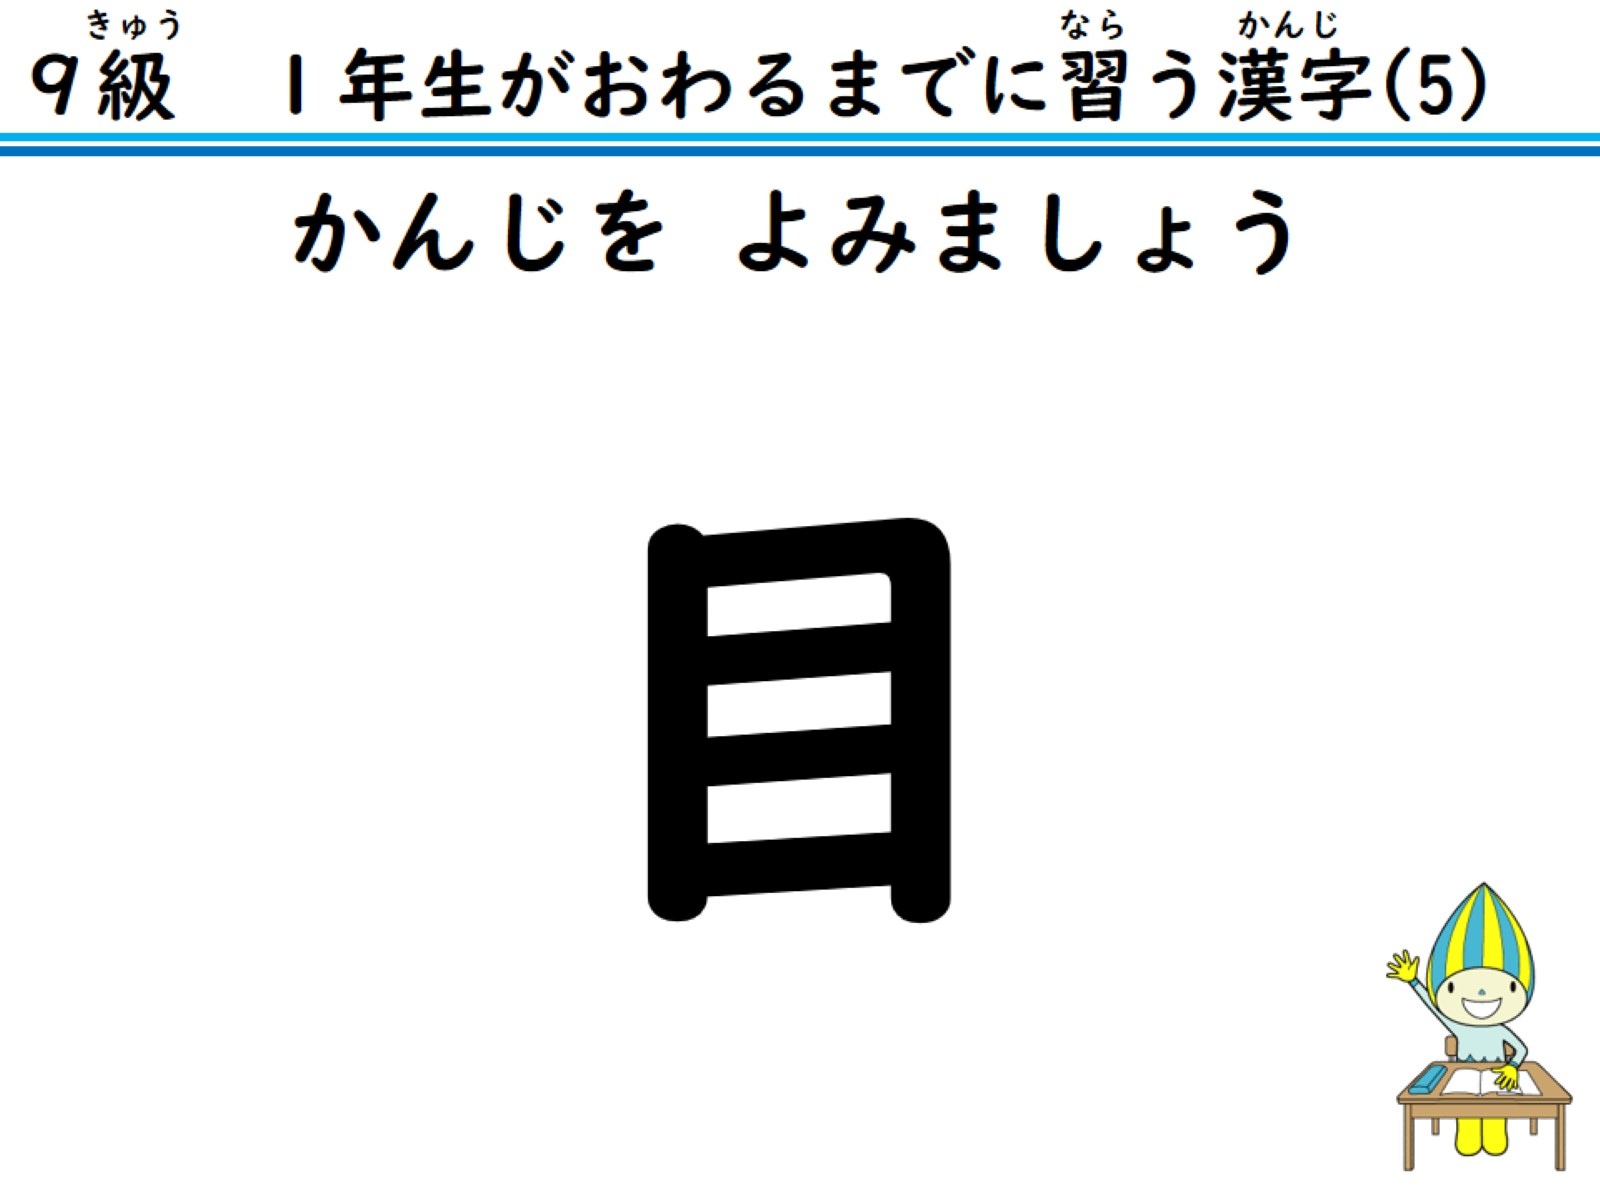 きゅう なら かんじ
9級 1年生がおわるまでに習う漢字(5)
かんじを よみましょう
目